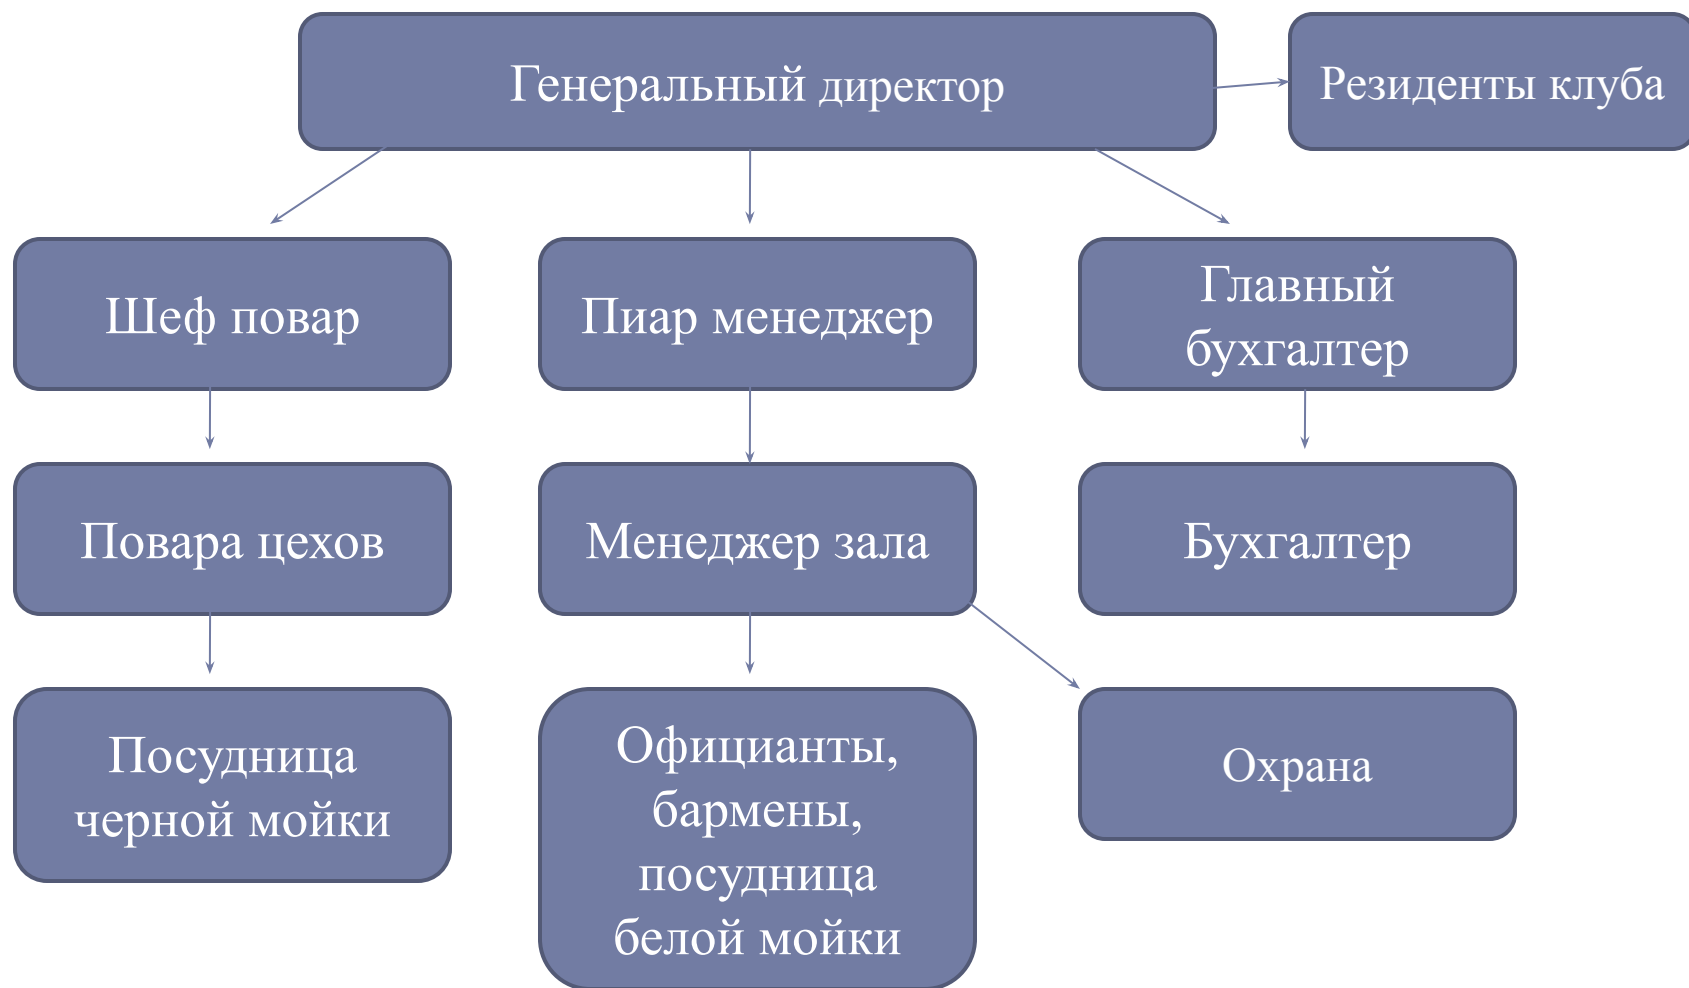 Генеральный директор
Резиденты клуба
Шеф повар
Пиар менеджер
Главный
бухгалтер
Повара цехов
Менеджер зала
Бухгалтер
Посудница
черной мойки
Официанты,
бармены,
посудница
белой мойки
Охрана